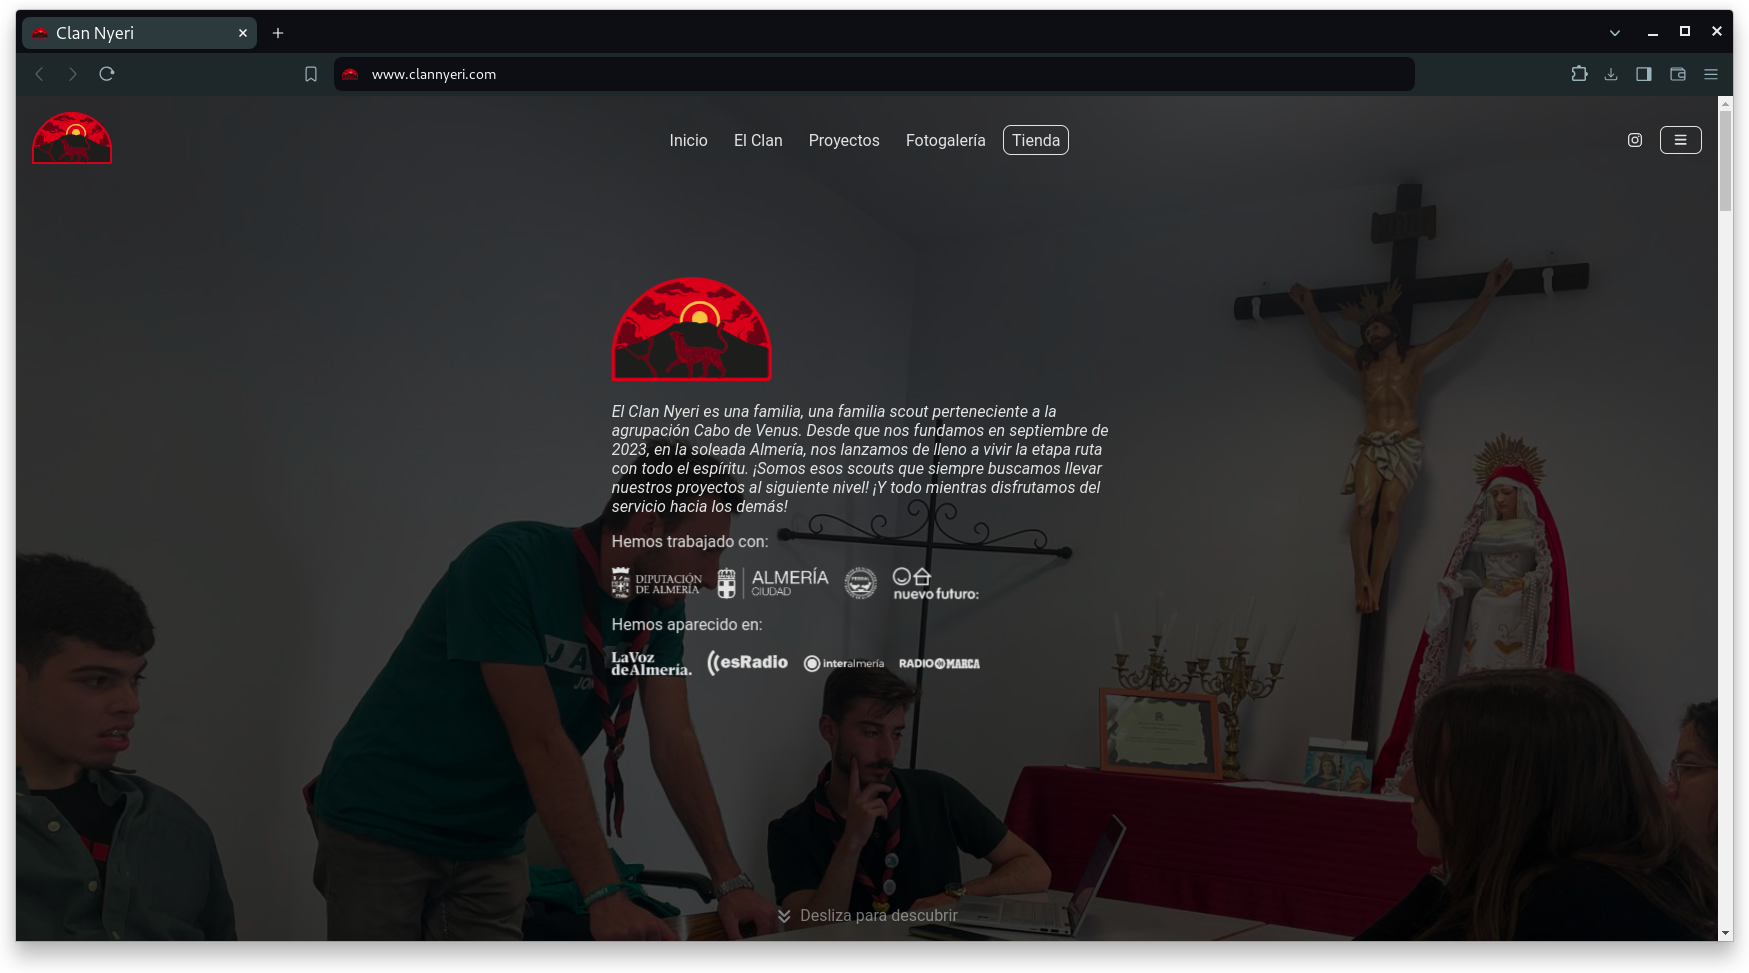 Clan Nyeri
www.clannyeri.com
Inicio El Clan Proyectos Fotogalería Tienda
El Clan Nyeri es una familia, una familia scout perteneciente a la
agrupación Cabo de Venus. Desde que nos fundamos en septiembre de
2023, en la soleada Almería, nos lanzamos de lleno a vivir la etapa ruta
con todo el espíritu. ¡Somos esos scouts que siempre buscamos llevar
nuestros proyectos al siguiente nivel! ¡Y todo mientras disfrutamos del
servicio hacia los demás!
Hemos trabajado con:
DIPUTACIÓN
DE ALMERÍA
ALMERÍA
CIUDAD
nuevo futuro:
Hemos aparecido en:
LaVoz
deAlmería.
esRadio
interalmería
RADIO MARCA
Desliza para descubrir